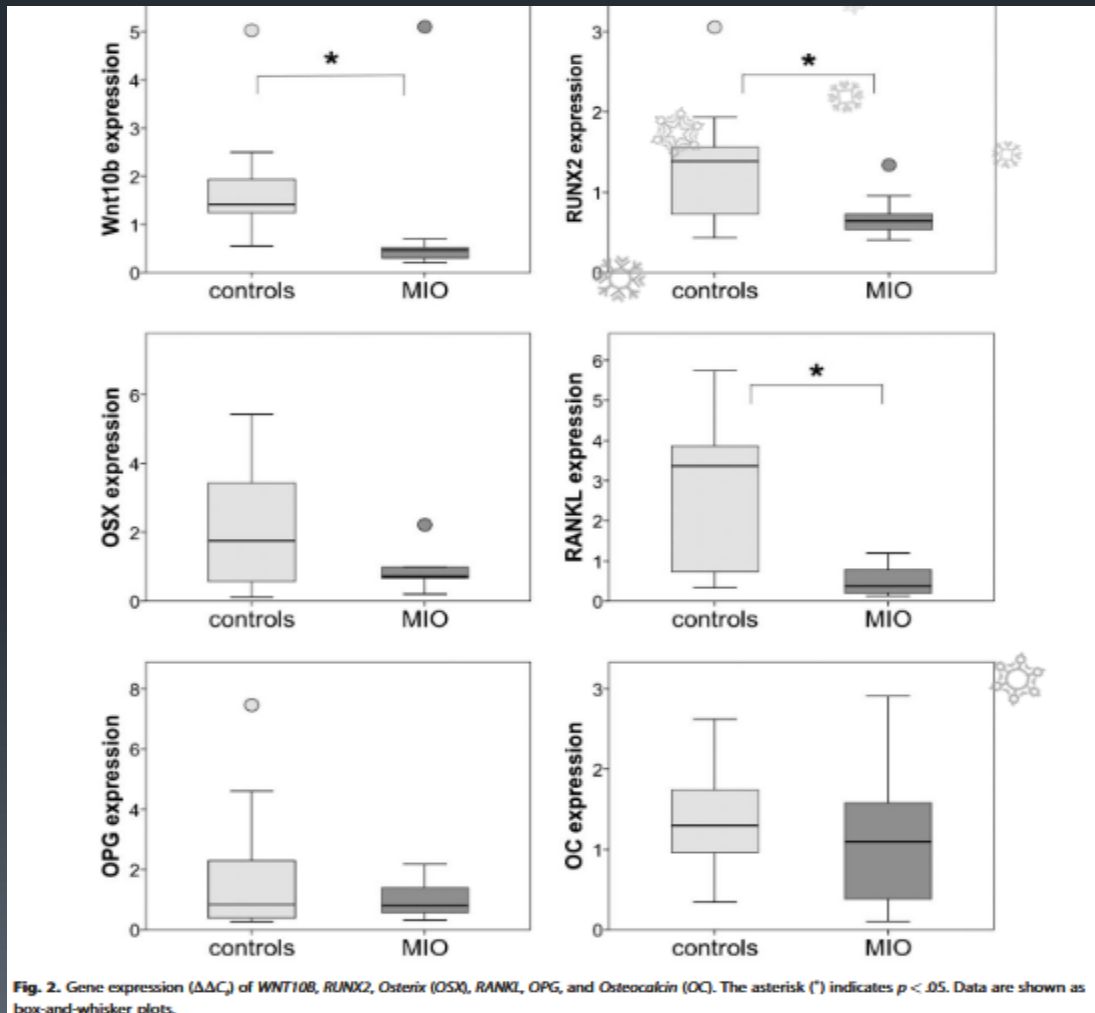 Wnt10b expression
5
4
3
2
1
0
*
controls MIO
RUNX2 expression
3
2
1
0
*
controls MIO
OSX expression
6
4
2
0
controls MIO
RANKL expression
6
5
4
3
2
1
0
*
controls MIO
OPG expression
8
6
4
2
0
controls MIO
OC expression
3
2
1
0
controls MIO
Fig. 2. Gene expression (ΔΔCt) of WNT10B, RUNX2, Osterix (OSX), RANKL, OPG, and Osteocalcin (OC). The asterisk (*) indicates p < .05. Data are shown as
box-and-whisker plots.